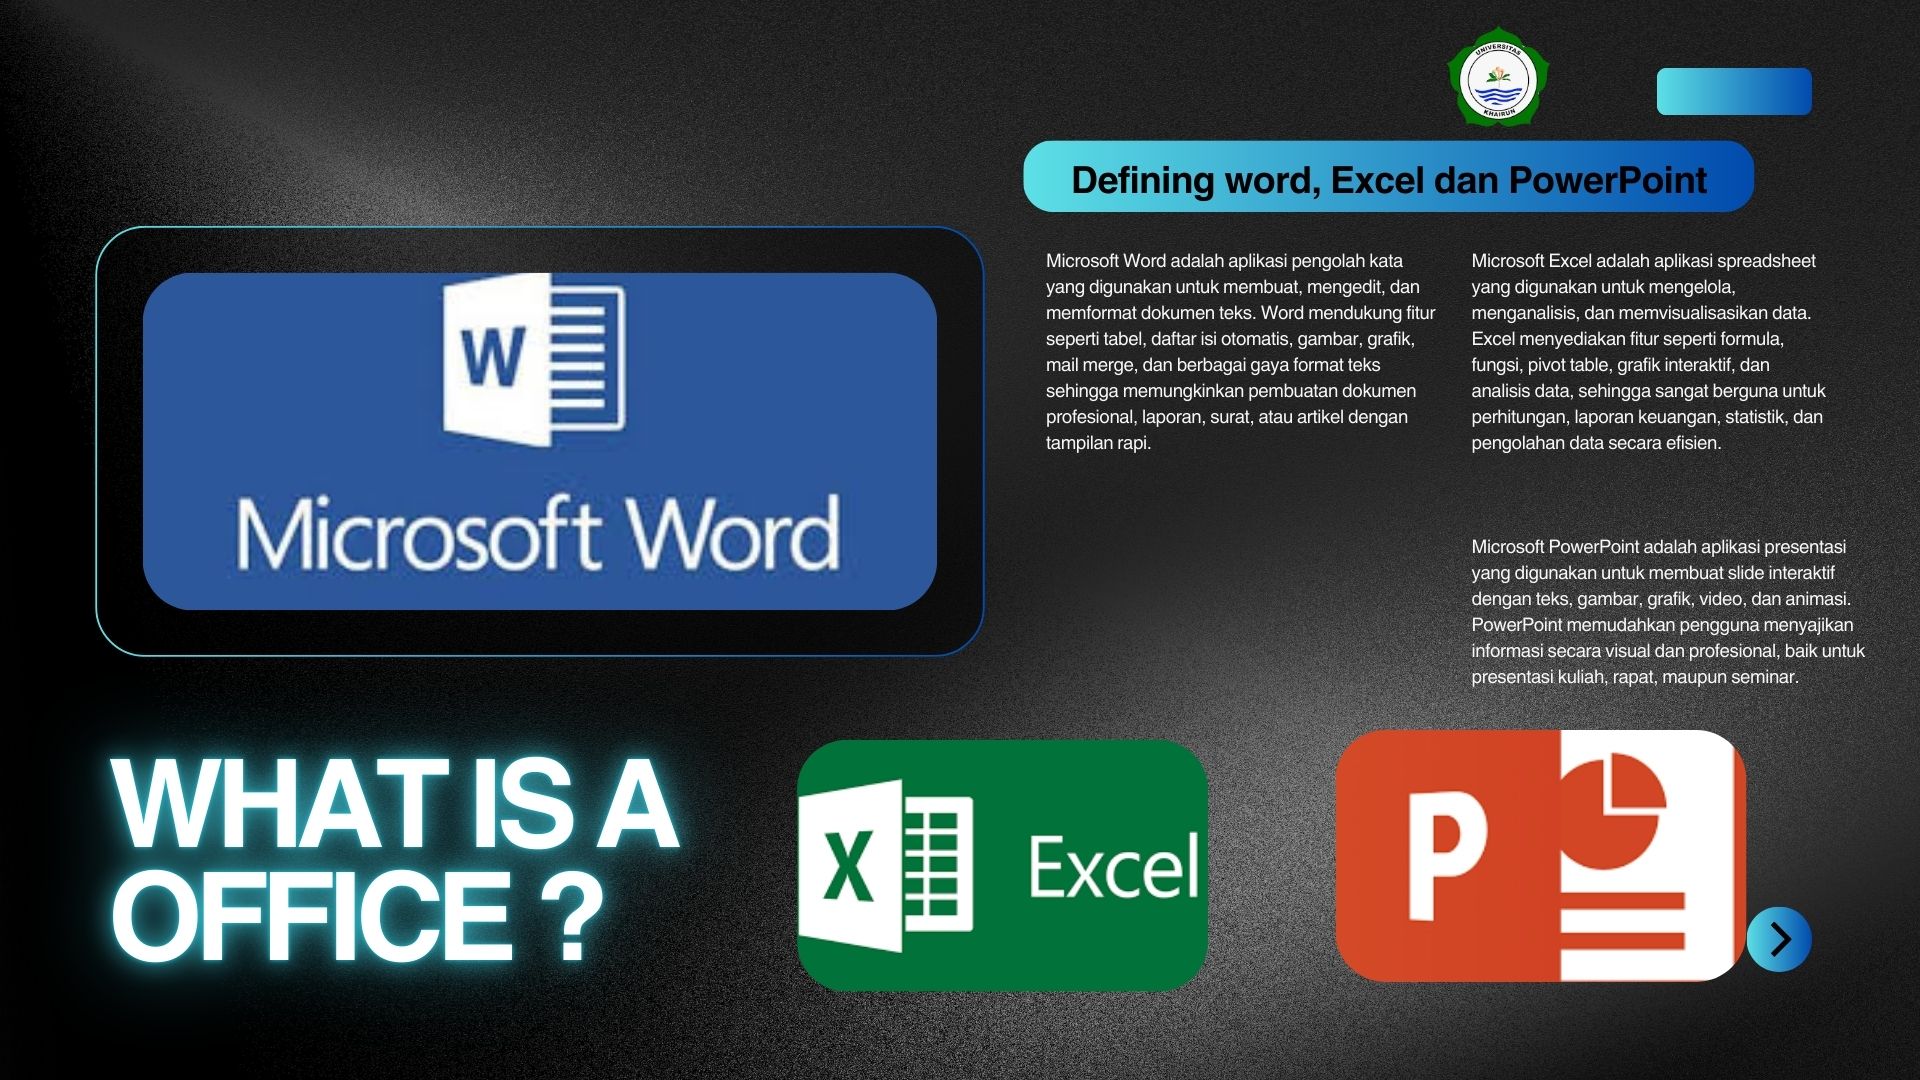 UNIVERSITAS
KHAIRUN
Defining word, Excel dan PowerPoint
W
Microsoft Word
Microsoft Word adalah aplikasi pengolah kata
yang digunakan untuk membuat, mengedit, dan
memformat dokumen teks. Word mendukung fitur
seperti tabel, daftar isi otomatis, gambar, grafik,
mail merge, dan berbagai gaya format teks
sehingga memungkinkan pembuatan dokumen
profesional, laporan, surat, atau artikel dengan
tampilan rapi.
Microsoft Excel adalah aplikasi spreadsheet
yang digunakan untuk mengelola,
menganalisis, dan memvisualisasikan data.
Excel menyediakan fitur seperti formula,
fungsi, pivot table, grafik interaktif, dan
analisis data, sehingga sangat berguna untuk
perhitungan, laporan keuangan, statistik, dan
pengolahan data secara efisien.
Microsoft PowerPoint adalah aplikasi presentasi
yang digunakan untuk membuat slide interaktif
dengan teks, gambar, grafik, video, dan animasi.
PowerPoint memudahkan pengguna menyajikan
informasi secara visual dan profesional, baik untuk
presentasi kuliah, rapat, maupun seminar.
WHAT IS A
OFFICE ?
X
Excel
P